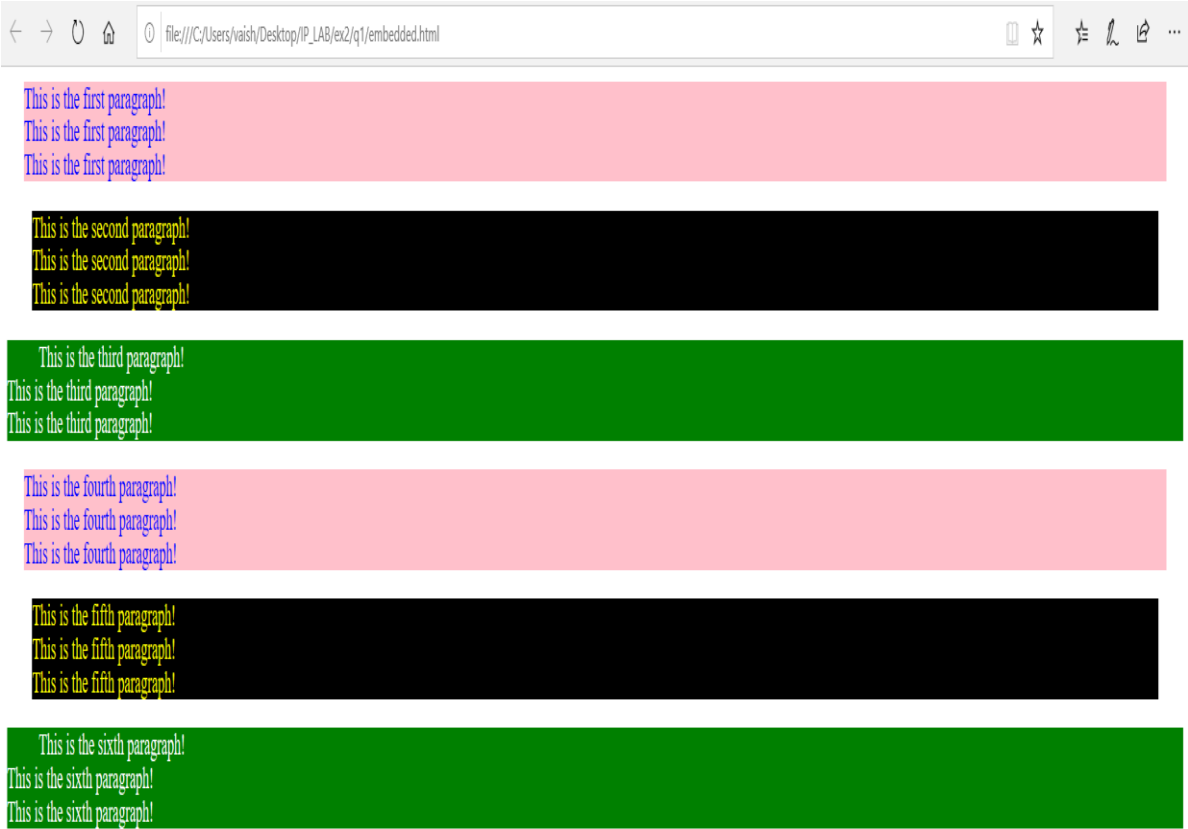 file:///C:/Users/vaish/Desktop/IP_LAB/ex2/q1/embedded.html
This is the first paragraph!
This is the first paragraph!
This is the first paragraph!
This is the second paragraph!
This is the second paragraph!
This is the second paragraph!
This is the third paragraph!
This is the third paragraph!
This is the third paragraph!
This is the fourth paragraph!
This is the fourth paragraph!
This is the fourth paragraph!
This is the fifth paragraph!
This is the fifth paragraph!
This is the fifth paragraph!
This is the sixth paragraph!
This is the sixth paragraph!
This is the sixth paragraph!